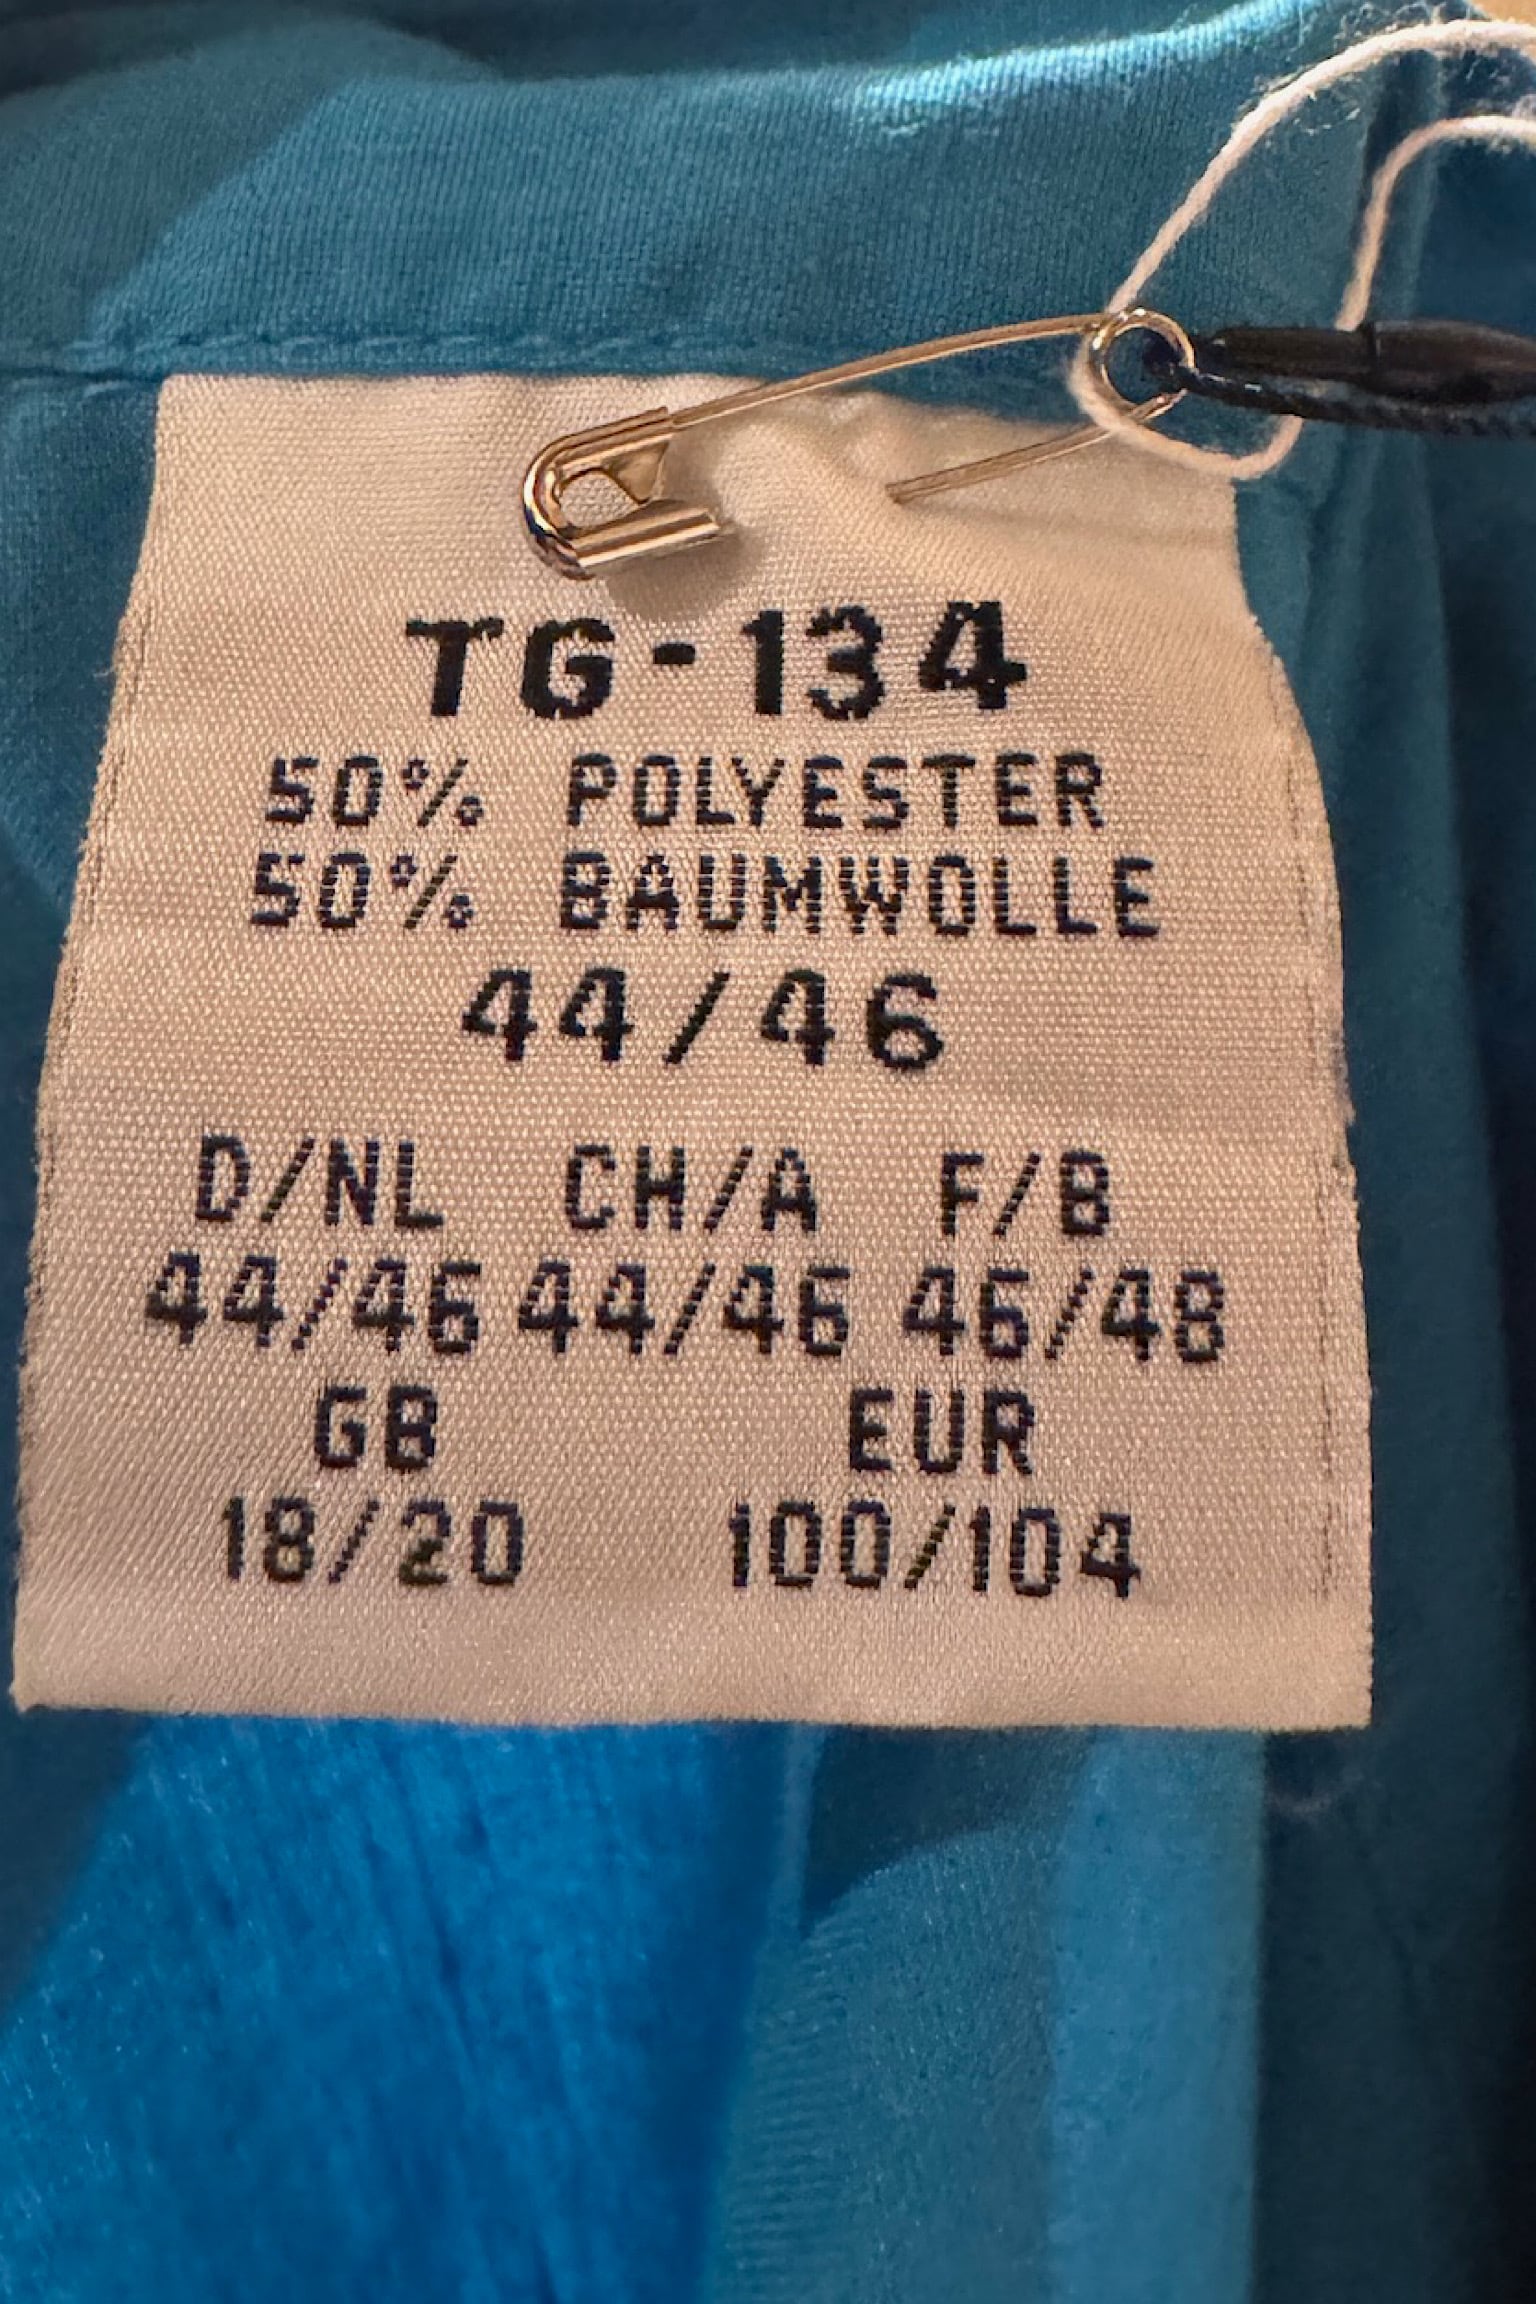 TG-134
50% POLYESTER
50% BAUMWOLLE
44/46
D/NL CH/A F/B
44/46 44/46 46/48
GB EUR
18/20 100/104